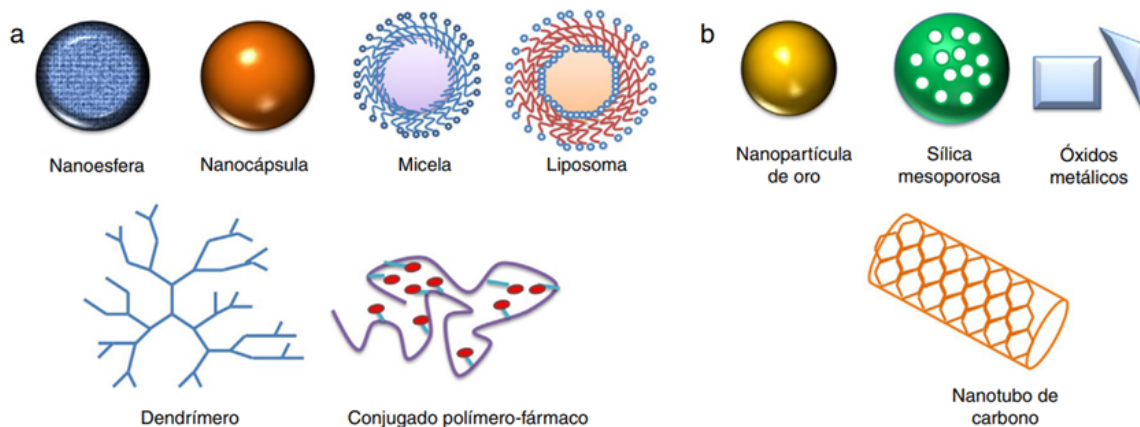 a
Nanoesfera
Nanocápsula
Micela
Liposoma
Dendrímero
Conjugado polímero-fármaco
b
Nanopartícula
de oro
Sílica
mesoporosa
Óxidos
metálicos
Nanotubo de
carbono